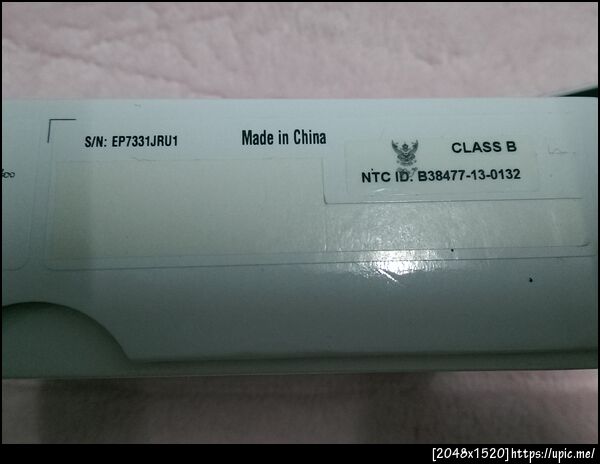 S/N: EP7331JRU1
Made in China
CLASS B
NTC ID. B38477-13-0132
[2048x1520]https://upic.me/